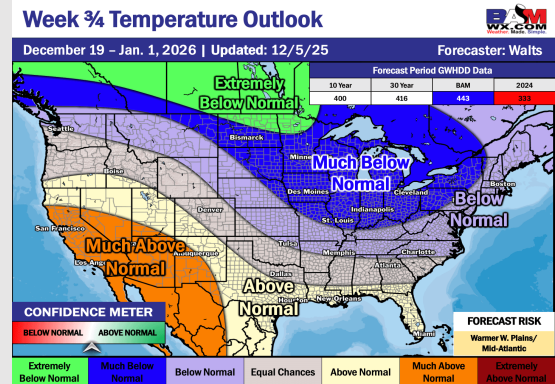 Week ¾ Temperature Outlook
BAM
WX.COM
Weather. Made. Simple.
December 19 – Jan. 1, 2026 | Updated: 12/5/25
Forecaster: Walts
Forecast Period GWHDD Data
10 Year 30 Year BAM 2024
400 416 443 333
Extremely
Below Normal
Seattle
Bismarck
Minne
Much Below
Normal
Boise
Des Moines
Cleveland
Boston
Indianapolis
Below
Normal
Denver
St. Louis
San Francisco
Much Above
Normal
Tulsa
Memphis
Charlotte
Los Ang
Albuquerque
Atlanta
Dallas
Above
Normal
Houston
New Orleans
Miami
CONFIDENCE METER
BELOW NORMAL
ABOVE NORMAL
FORECAST RISK
Warmer W. Plains/
Mid-Atlantic
Extremely
Below Normal
Much Below
Normal
Below Normal
Equal Chances
Above Normal
Much Above
Normal
Extremely
Above Normal